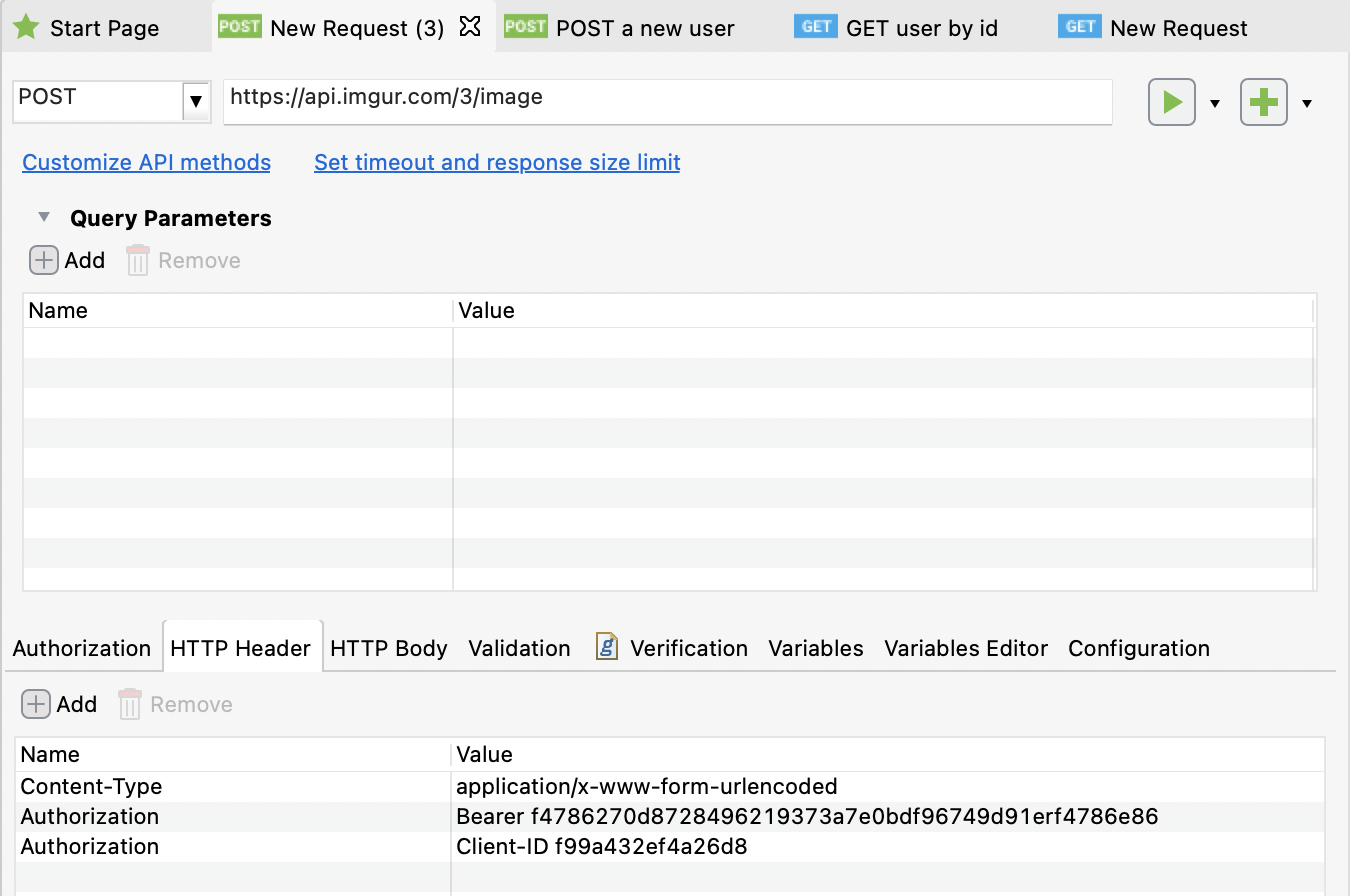 Start Page POST New Request (3) POST POST a new user GET GET user by id GET New Request
POST https://api.imgur.com/3/image
Customize API methods Set timeout and response size limit
Query Parameters
Add Remove
Name Value
Authorization HTTP Header HTTP Body Validation g Verification Variables Variables Editor Configuration
Add Remove
Name Value
Content-Type application/x-www-form-urlencoded
Authorization Bearer f4786270d8728496219373a7e0bdf96749d91erf4786e86
Authorization Client-ID f99a432ef4a26d8